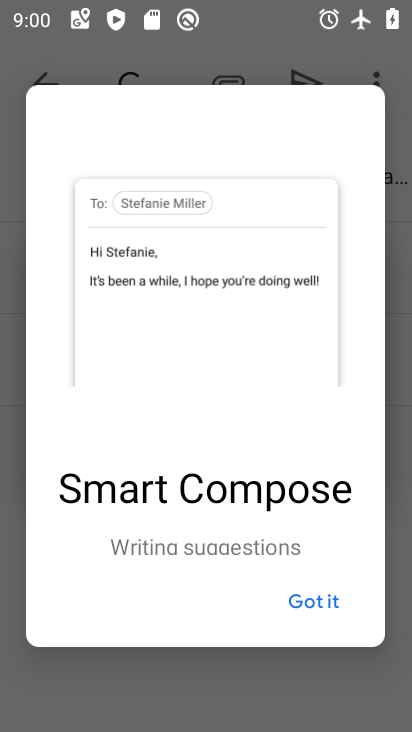 9:00
a...
To: Stefanie Miller
Hi Stefanie,
It's been a while, I hope you're doing well!
Smart Compose
Writing suggestions
Got it